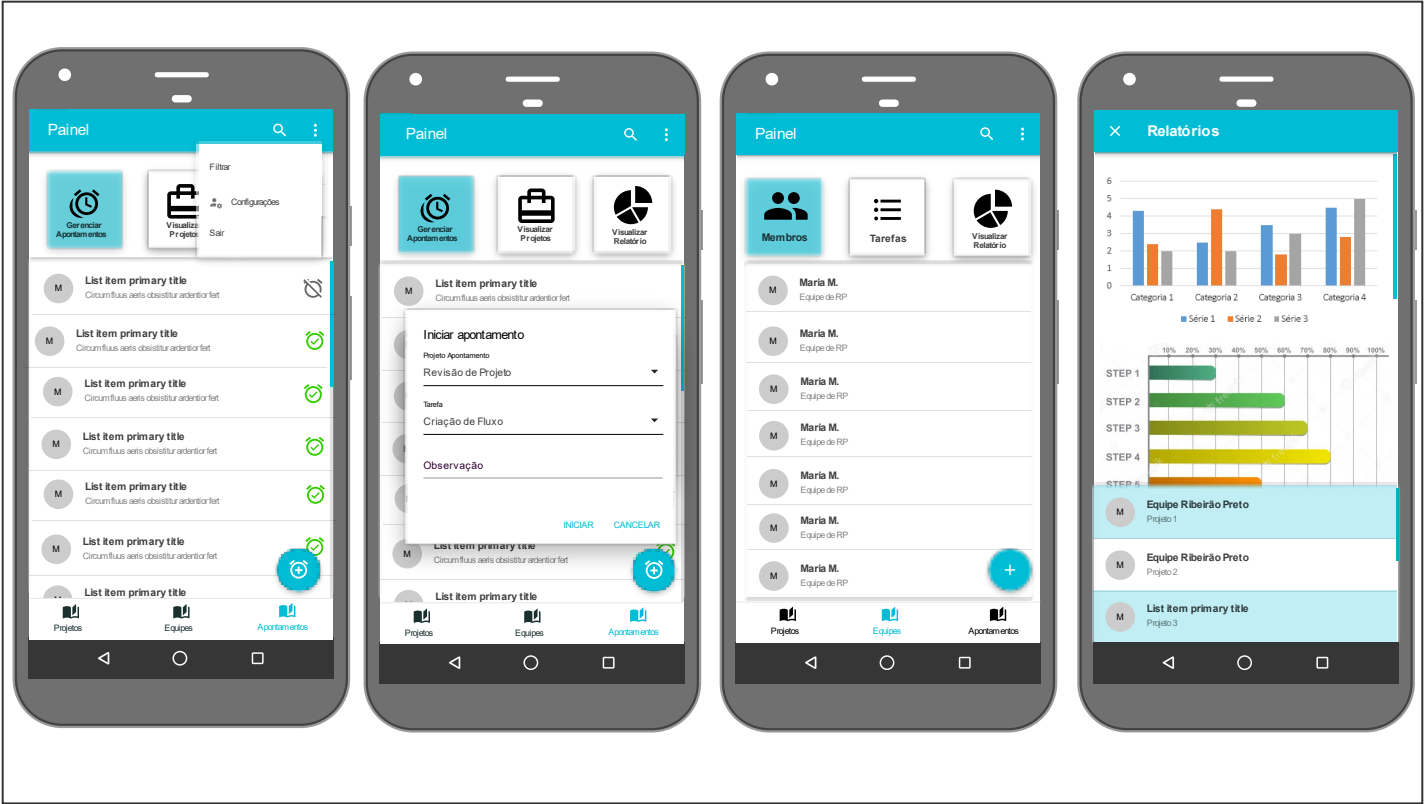 Painel
Filtrar
Configurações
Sair
Gerenciar
Apontamentos
Visualiza
Projeto
List item primary title
Circumfluus aeris obsistitur ardentior fert
M
List item primary title
Circumfluus aeris obsistitur ardentior fert
M
List item primary title
Circumfluus aeris obsistitur ardentior fert
M
List item primary title
Circumfluus aeris obsistitur ardentior fert
M
List item primary title
Circumfluus aeris obsistitur ardentior fert
M
List item primary title
Circumfluus aeris obsistitur ardentior fert
M
List item primary title
Projetos
Equipes
Apontamentos
Painel
Gerenciar
Apontamentos
Visualizar
Projetos
Visualizar
Relatório
M
List item primary title
Circumfluus aeris obsistitur ardentior fert
Iniciar apontamento
Projeto Apontamento
Revisão de Projeto
Tarefa
Criação de Fluxo
Observação
INICIAR
CANCELAR
M
List item primary title
Circumfluus aeris obsistitur ardentior fert
List item primary title
Projetos
Equipes
Apontamentos
Painel
Membros
Tarefas
Visualizar
Relatório
M
Maria M.
Equipe de RP
M
Maria M.
Equipe de RP
M
Maria M.
Equipe de RP
M
Maria M.
Equipe de RP
M
Maria M.
Equipe de RP
M
Maria M.
Equipe de RP
M
Maria M.
Equipe de RP
Projetos
Equipes
Apontamentos
Relatórios
6
5
4
3
2
1
0
Categoria 1
Categoria 2
Categoria 3
Categoria 4
Série 1
Série 2
Série 3
10% 20% 30% 40% 50% 60% 70% 80% 90% 100%
STEP 1
STEP 2
STEP 3
STEP 4
STEP 5
M
Equipe Ribeirão Preto
Projeto 1
M
Equipe Ribeirão Preto
Projeto 2
M
List item primary title
Projeto 3